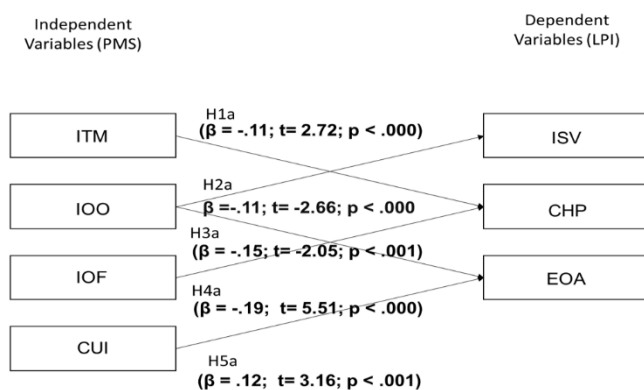 Independent
Variables (PMS)
Dependent
Variables (LPI)
H1a
(β = -.11; t= 2.72; p < .000)
ITM
ISV
H2a
β =-.11; t= -2.66; p < .000
IOO
CHP
H3a
(β = -.15; t= -2.05; p < .001)
IOF
EOA
H4a
(β = -.19; t= 5.51; p < .000)
CUI
H5a
(β = .12; t= 3.16; p < .001)